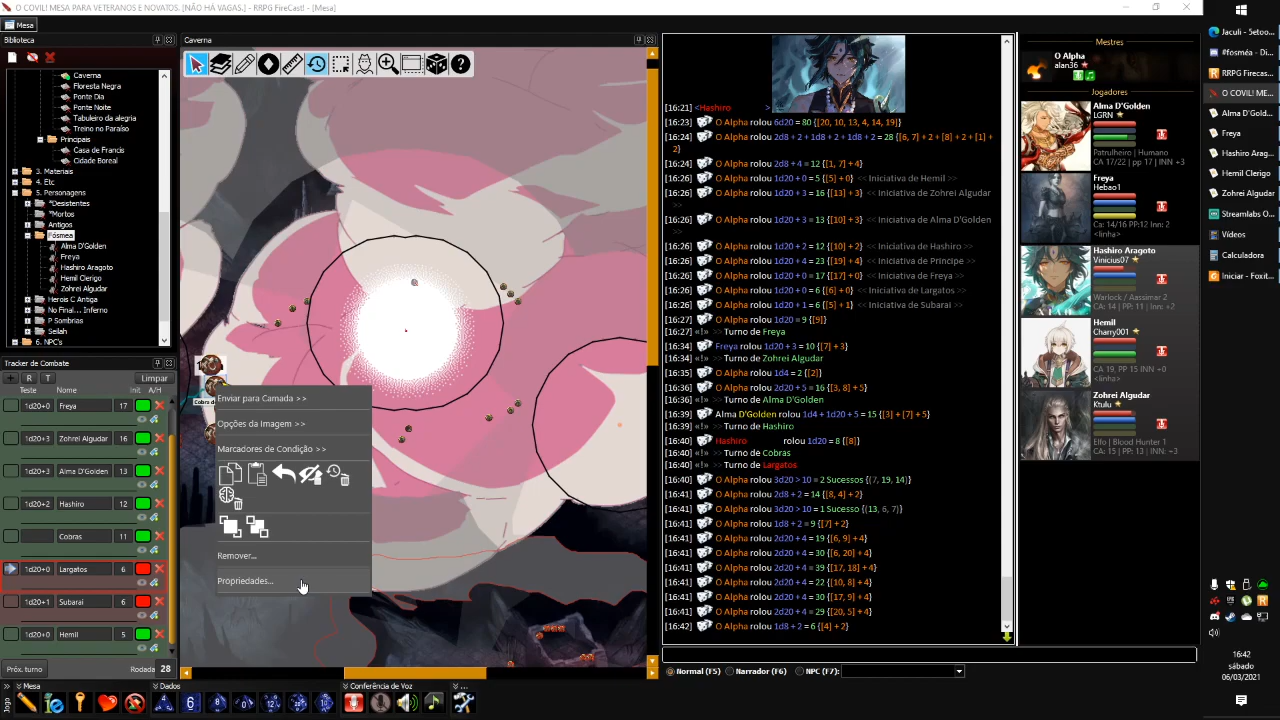 O COVIL! MESA PARA VETERANOS E NOVATOS. [NÃO HÁ VAGAS.] - RRPG FireCast! - [Mesa]
Mesa
Biblioteca
Caverna
Floresta Negra
Ponte Dia
Ponte Noite
Tabuleiro da alegria
Treino no Paraíso
Principais
Casa de Francis
Cidade Boreal
3. Materiais
4. Etc
5. Personagens
*Desistentes
*Mortos
Antigos
Fósmea
Alma D'Golden
Freya
Hashiro Aragoto
Hemil Clerigo
Zohrei Algudar
Herois C Antiga
No Final... Inferno
P Sambrias
Selah
6. NPC's
Tracker de Combate
+ R T Limpar
Teste Nome Init. A/H
1d20+0 Freya 17
1d20+3 Zohrei Algudar 16
1d20+3 Alma D'Golden 13
1d20+2 Hashiro 12
Cobras 11
1d20+0 Largatos 6
1d20+1 Subarai 6
1d20+0 Hemil 5
Próx. turno Rodada 28
Caverna
Enviar para Camada >>
Opções da Imagem >>
Marcadores de Condição >>
Remover...
Propriedades...
[16:21] <Hashiro >
[16:23] O Alpha rolou 6d20 = 80 {[20, 10, 13, 4, 14, 19]}
[16:24] O Alpha rolou 2d8 + 2 + 1d8 + 2 + 1d8 + 2 = 28 {[6, 7] + 2 + [8] + 2 + [1] +
2}
[16:24] O Alpha rolou 2d8 + 4 = 12 {[1, 7] + 4}
[16:26] O Alpha rolou 1d20 + 0 = 5 {[5] + 0} << Iniciativa de Hemil >>
[16:26] O Alpha rolou 1d20 + 3 = 16 {[13] + 3} << Iniciativa de Zohrei Algudar
>>
[16:26] O Alpha rolou 1d20 + 3 = 13 {[10] + 3} << Iniciativa de Alma D'Golden
>>
[16:26] O Alpha rolou 1d20 + 2 = 12 {[10] + 2} << Iniciativa de Hashiro >>
[16:26] O Alpha rolou 1d20 + 4 = 23 {[19] + 4} << Iniciativa de Príncipe >>
[16:26] O Alpha rolou 1d20 + 0 = 17 {[17] + 0} << Iniciativa de Freya >>
[16:26] O Alpha rolou 1d20 + 0 = 6 {[6] + 0} << Iniciativa de Largatos >>
[16:26] O Alpha rolou 1d20 + 1 = 6 {[5] + 1} << Iniciativa de Subarai >>
[16:27] O Alpha rolou 1d20 = 9 {[9]}
[16:27] «!» >> Turno de Freya
[16:34] Freya rolou 1d20 + 3 = 10 {[7] + 3}
[16:34] «!» >> Turno de Zohrei Algudar
[16:34] O Alpha rolou 1d4 = 2 {[2]}
[16:36] O Alpha rolou 2d20 + 5 = 16 {[3, 8] + 5}
[16:36] «!» >> Turno de Alma D'Golden
[16:39] Alma D'Golden rolou 1d4 + 1d20 + 5 = 15 {[3] + [7] + 5}
[16:39] «!» >> Turno de Hashiro
[16:40] Hashiro rolou 1d20 = 8 {[8]}
[16:40] «!» >> Turno de Cobras
[16:40] «!» >> Turno de Largatos
[16:40] O Alpha rolou 3d20 > 10 = 2 Sucessos {(7, 19, 14)}
[16:41] O Alpha rolou 2d8 + 2 = 14 {[8, 4] + 2}
[16:41] O Alpha rolou 3d20 > 10 = 1 Sucesso {(13, 6, 7)}
[16:41] O Alpha rolou 1d8 + 2 = 9 {[7] + 2}
[16:41] O Alpha rolou 2d20 + 4 = 19 {[6, 9] + 4}
[16:41] O Alpha rolou 2d20 + 4 = 30 {[6, 20] + 4}
[16:41] O Alpha rolou 2d20 + 4 = 39 {[17, 18] + 4}
[16:41] O Alpha rolou 2d20 + 4 = 22 {[10, 8] + 4}
[16:41] O Alpha rolou 2d20 + 4 = 30 {[17, 9] + 4}
[16:41] O Alpha rolou 2d20 + 4 = 29 {[20, 5] + 4}
[16:42] O Alpha rolou 1d8 + 2 = 6 {[4] + 2}
Normal (F5) Narrador (F6) NPC (F7):
Mestres
O Alpha
alan36
Jogadores
Alma D'Golden
LGRN
Patrulheiro | Humano
CA 17/22 | pp 17 | INN +3
Freya
Hebao1
Ca: 14/16 PP:12 Inn: 2
<linha>
Hashiro Aragoto
Vinicius07
Warlock / Aassimar 2
CA: 14 | PP: 11 | Inn: +2
Hemil
Charry001
CA 19, PP 15 INN +0
<linha>
Zohrei Algudar
Ktulu
Elfo | Blood Hunter 1
CA: 15 | PP: 13 | INN: ~3
Jaculi - Setoo...
#fosméa - Di...
RRPG Firecas...
O COVIL! ME...
Alma D'Gold...
Freya
Hashiro Arag...
Hemil Clerigo
Zohrei Algudar
Streamlabs O...
Vídeos
Calculadora
Iniciar - Foxit...
16:42
sábado
06/03/2021
Jogo
Mesa
Dados
Conferência de Voz
...